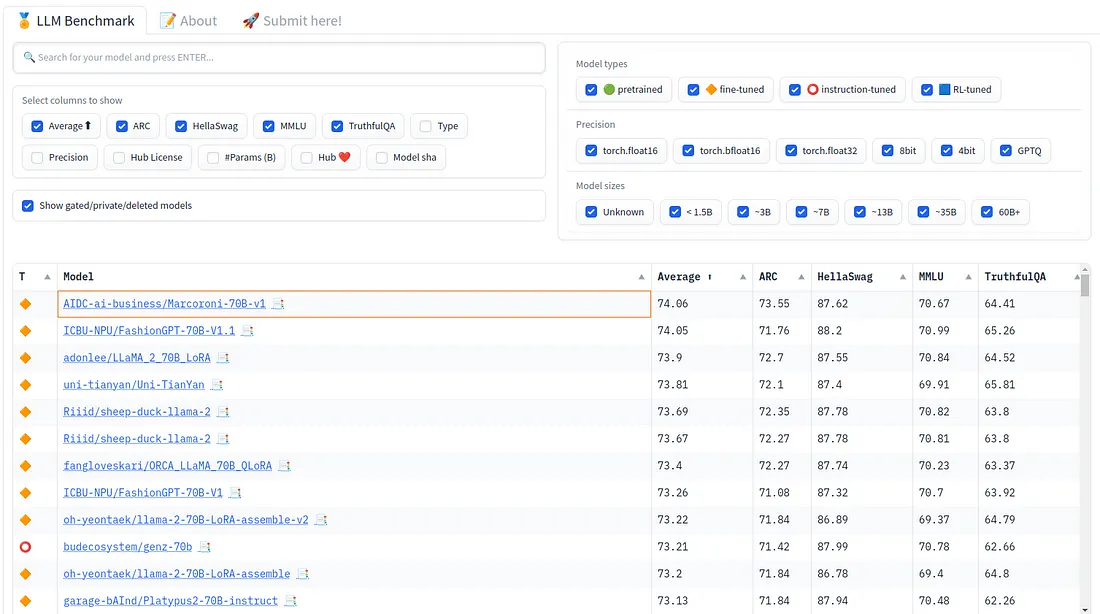 🏅 LLM Benchmark 📝 About 🚀 Submit here!
🔍 Search for your model and press ENTER...
Select columns to show
Average ⬆ ARC HellaSwag MMLU TruthfulQA Type
Precision Hub License #Params (B) Hub ❤️ Model sha
Show gated/private/deleted models
Model types
pretrained fine-tuned instruction-tuned RL-tuned
Precision
torch.float16 torch.bfloat16 torch.float32 8bit 4bit GPTQ
Model sizes
Unknown < 1.5B ~3B ~7B ~13B ~35B 60B+
T Model Average ⬆ ARC HellaSwag MMLU TruthfulQA
AIDC-ai-business/Marcoroni-70B-v1 74.06 73.55 87.62 70.67 64.41
ICBU-NPU/FashionGPT-70B-V1.1 74.05 71.76 88.2 70.99 65.26
adonlee/LLaMA_2_70B_LoRA 73.9 72.7 87.55 70.84 64.52
uni-tianyan/Uni-TianYan 73.81 72.1 87.4 69.91 65.81
Riiid/sheep-duck-llama-2 73.69 72.35 87.78 70.82 63.8
Riiid/sheep-duck-llama-2 73.67 72.27 87.78 70.81 63.8
fangloveskari/ORCA_LLaMA_70B_QLoRA 73.4 72.27 87.74 70.23 63.37
ICBU-NPU/FashionGPT-70B-V1 73.26 71.08 87.32 70.7 63.92
oh-yeontaek/llama-2-70B-LoRA-assemble-v2 73.22 71.84 86.89 69.37 64.79
budecosystem/genz-70b 73.21 71.42 87.99 70.78 62.66
oh-yeontaek/llama-2-70B-LoRA-assemble 73.2 71.84 86.78 69.4 64.8
garage-bAInd/Platypus2-70B-instruct 73.13 71.84 87.94 70.48 62.26